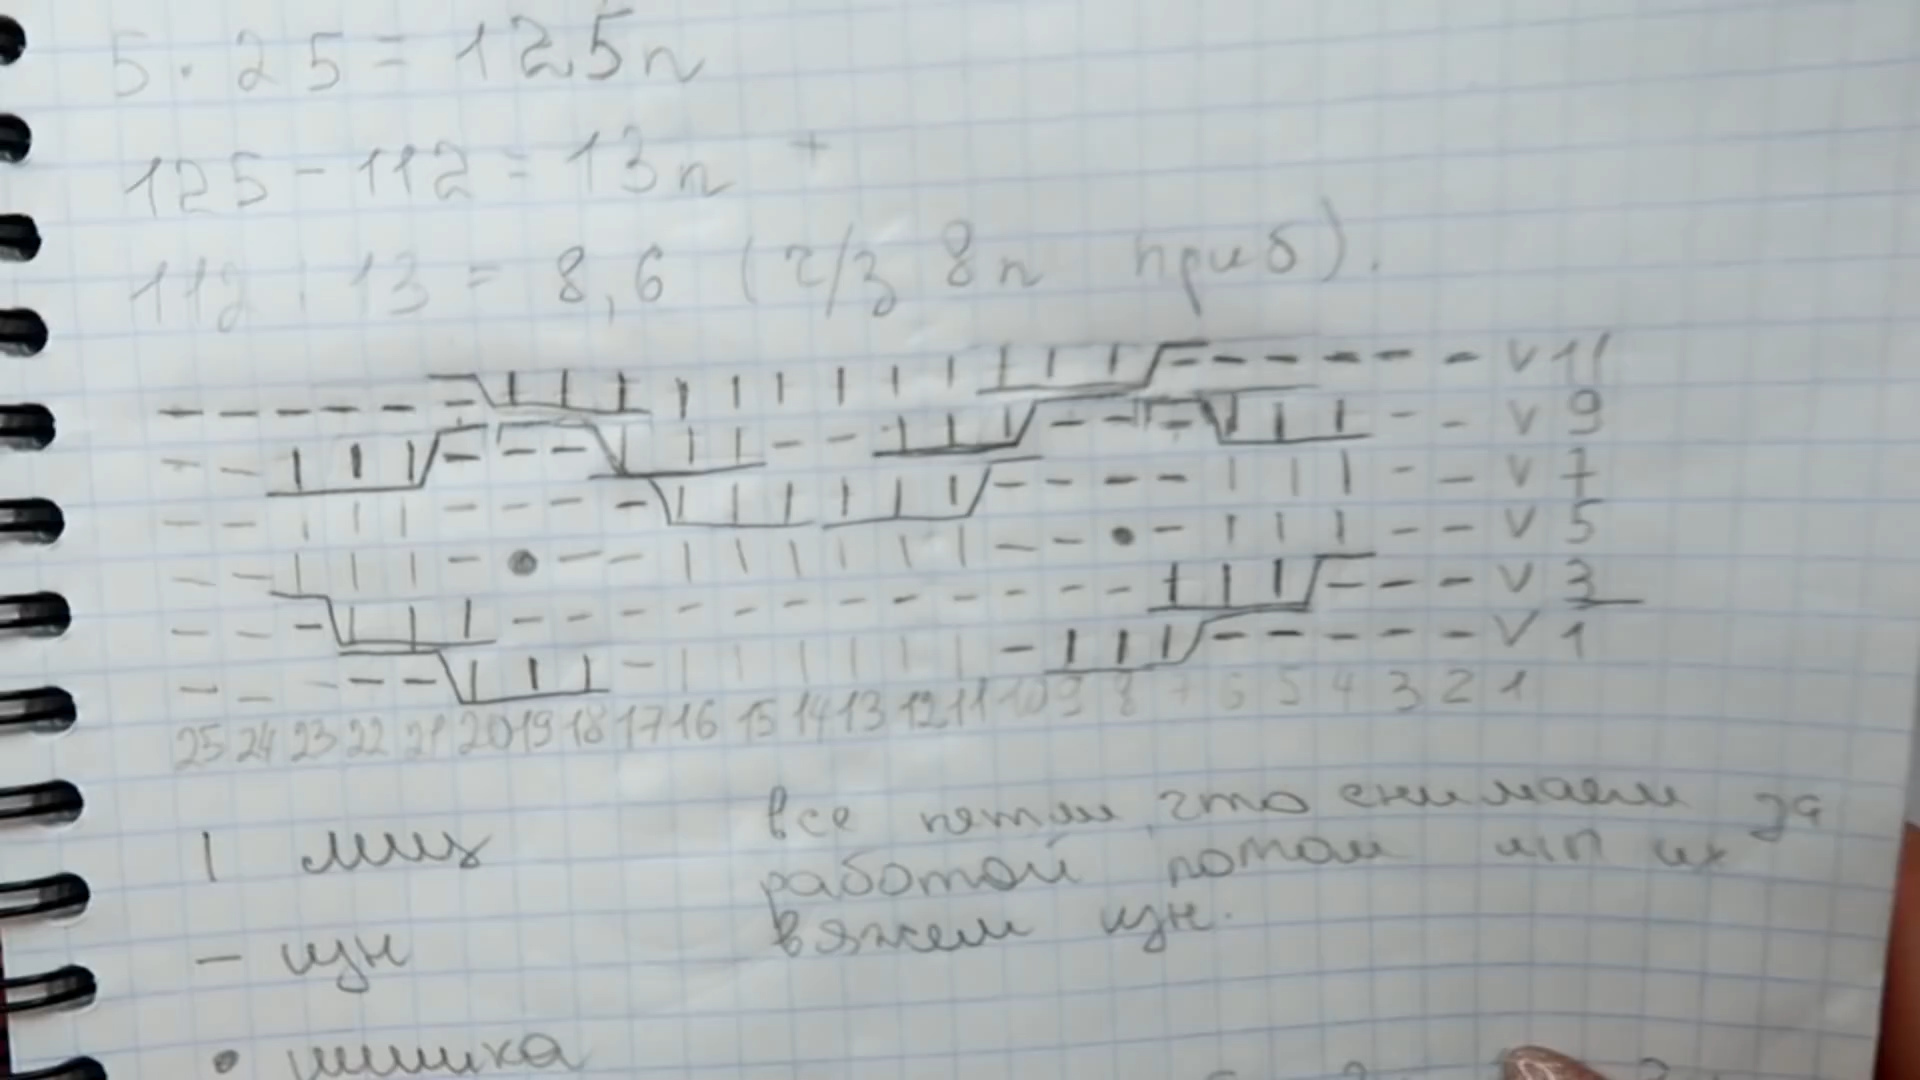 5 · 25 = 125п
125 - 112 = 13п +
112 : 13 = 8,6 (ч/з 8п приб).
V 11
V 9
V 7
V 5
V 3
V 1
25 24 23 22 21 20 19 18 17 16 15 14 13 12 11 10 9 8 7 6 5 4 3 2 1
| лиц
- изн
• шишка
все петли, что снимаем за
работой потом их
вяжем изн.